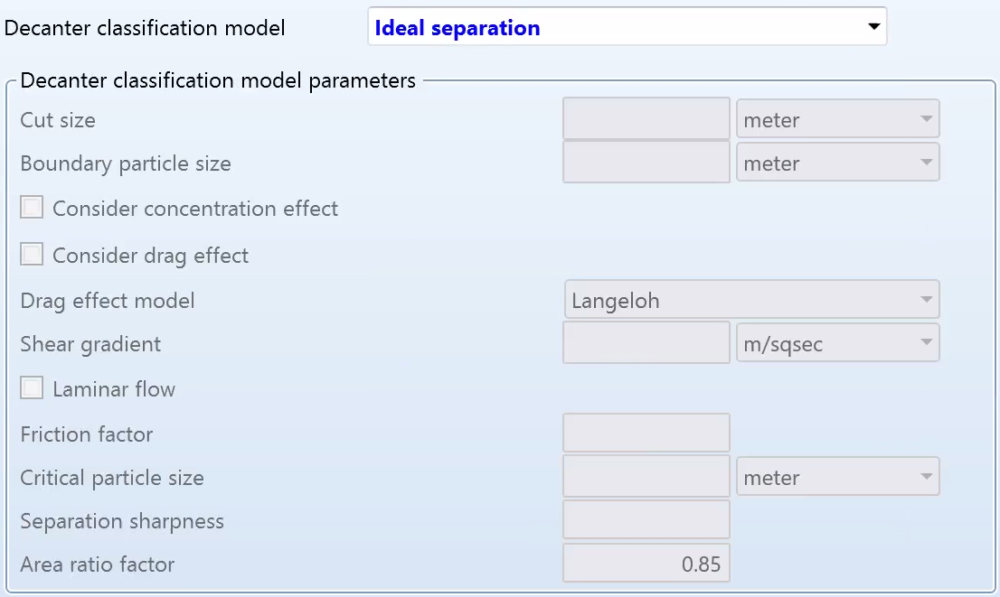 Decanter classification model Ideal separation
Decanter classification model parameters
Cut size meter
Boundary particle size meter
Consider concentration effect
Consider drag effect
Drag effect model Langeloh
Shear gradient m/sqsec
Laminar flow
Friction factor
Critical particle size meter
Separation sharpness
Area ratio factor 0.85